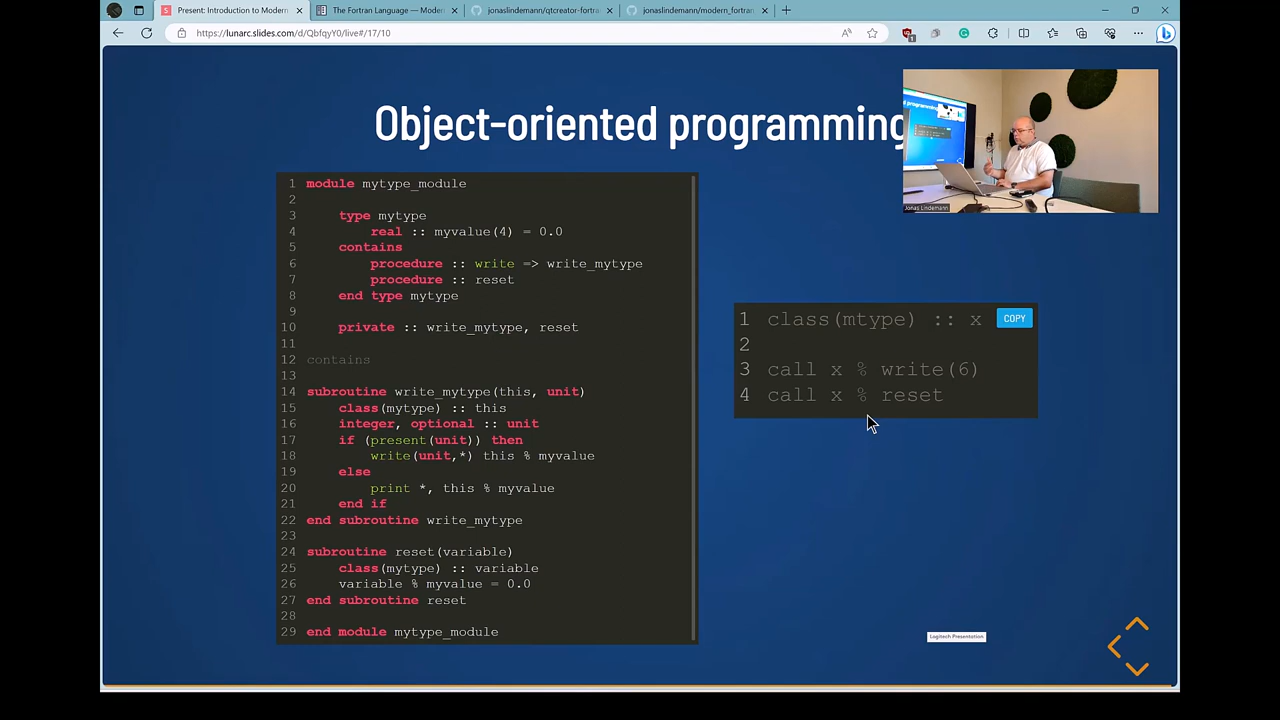 Present: Introduction to Modern
The Fortran Language — Modern
jonaslindemann/qtcreator-fortra
jonaslindemann/modern_fortran
https://lunarc.slides.com/d/QbfqyY0/live#/17/10
Object-oriented programming
1 module mytype_module
2
3 type mytype
4 real :: myvalue(4) = 0.0
5 contains
6 procedure :: write => write_mytype
7 procedure :: reset
8 end type mytype
9
10 private :: write_mytype, reset
11
12 contains
13
14 subroutine write_mytype(this, unit)
15 class(mytype) :: this
16 integer, optional :: unit
17 if (present(unit)) then
18 write(unit,*) this % myvalue
19 else
20 print *, this % myvalue
21 end if
22 end subroutine write_mytype
23
24 subroutine reset(variable)
25 class(mytype) :: variable
26 variable % myvalue = 0.0
27 end subroutine reset
28
29 end module mytype_module
1 class(mtype) :: x
COPY
2
3 call x % write(6)
4 call x % reset
Jonas Lindemann
Logitech Presentation